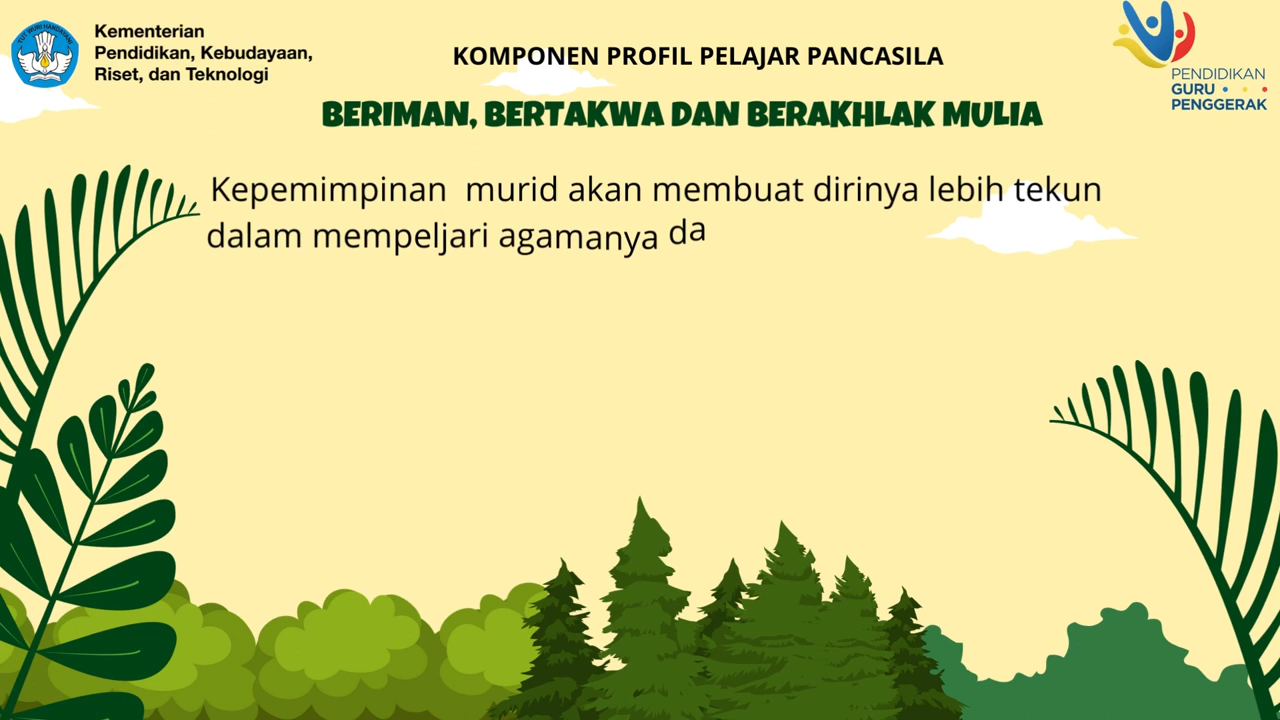 Kementerian
Pendidikan, Kebudayaan,
Riset, dan Teknologi
KOMPONEN PROFIL PELAJAR PANCASILA
PENDIDIKAN
GURU
PENGGERAK
BERIMAN, BERTAKWA DAN BERAKHLAK MULIA
Kepemimpinan murid akan membuat dirinya lebih tekun
dalam mempeljari agamanya da